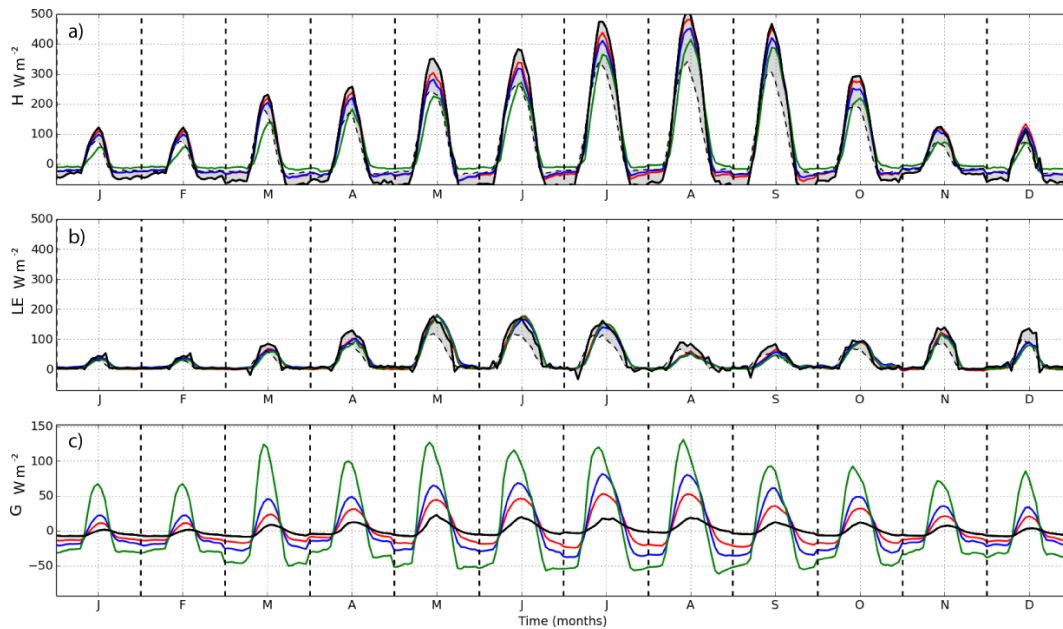 a)
H W m⁻²
500
400
300
200
100
0
J F M A M J J A S O N D
b)
LE W m⁻²
500
400
300
200
100
0
J F M A M J J A S O N D
c)
G W m⁻²
150
100
50
0
−50
J F M A M J J A S O N D
Time (months)